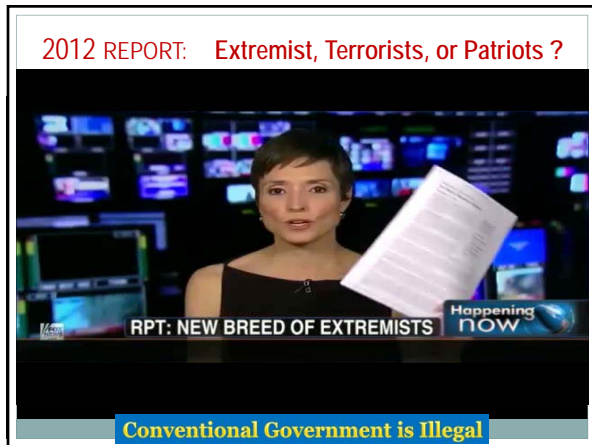 2012 REPORT: Extremist, Terrorists, or Patriots ?
Happening
now
RPT: NEW BREED OF EXTREMISTS
Conventional Government is Illegal